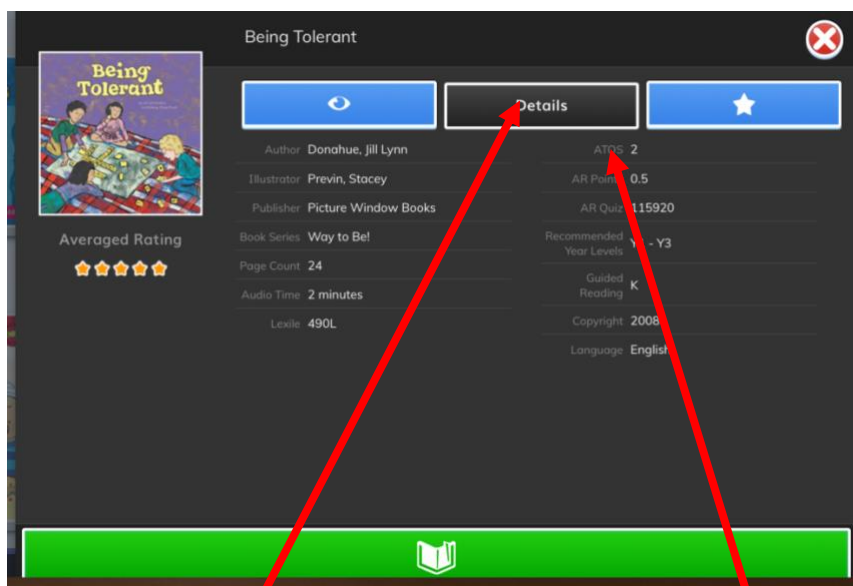 Being Tolerant
Being
Tolerant
Details
Averaged Rating
Author Donahue, Jill Lynn
Illustrator Previn, Stacey
Publisher Picture Window Books
Book Series Way to Be!
Page Count 24
Audio Time 2 minutes
Lexile 490L
ATOS 2
AR Points 0.5
AR Quiz 115920
Recommended
Year Levels - Y3
Guided
Reading K
Copyright 2008
Language English